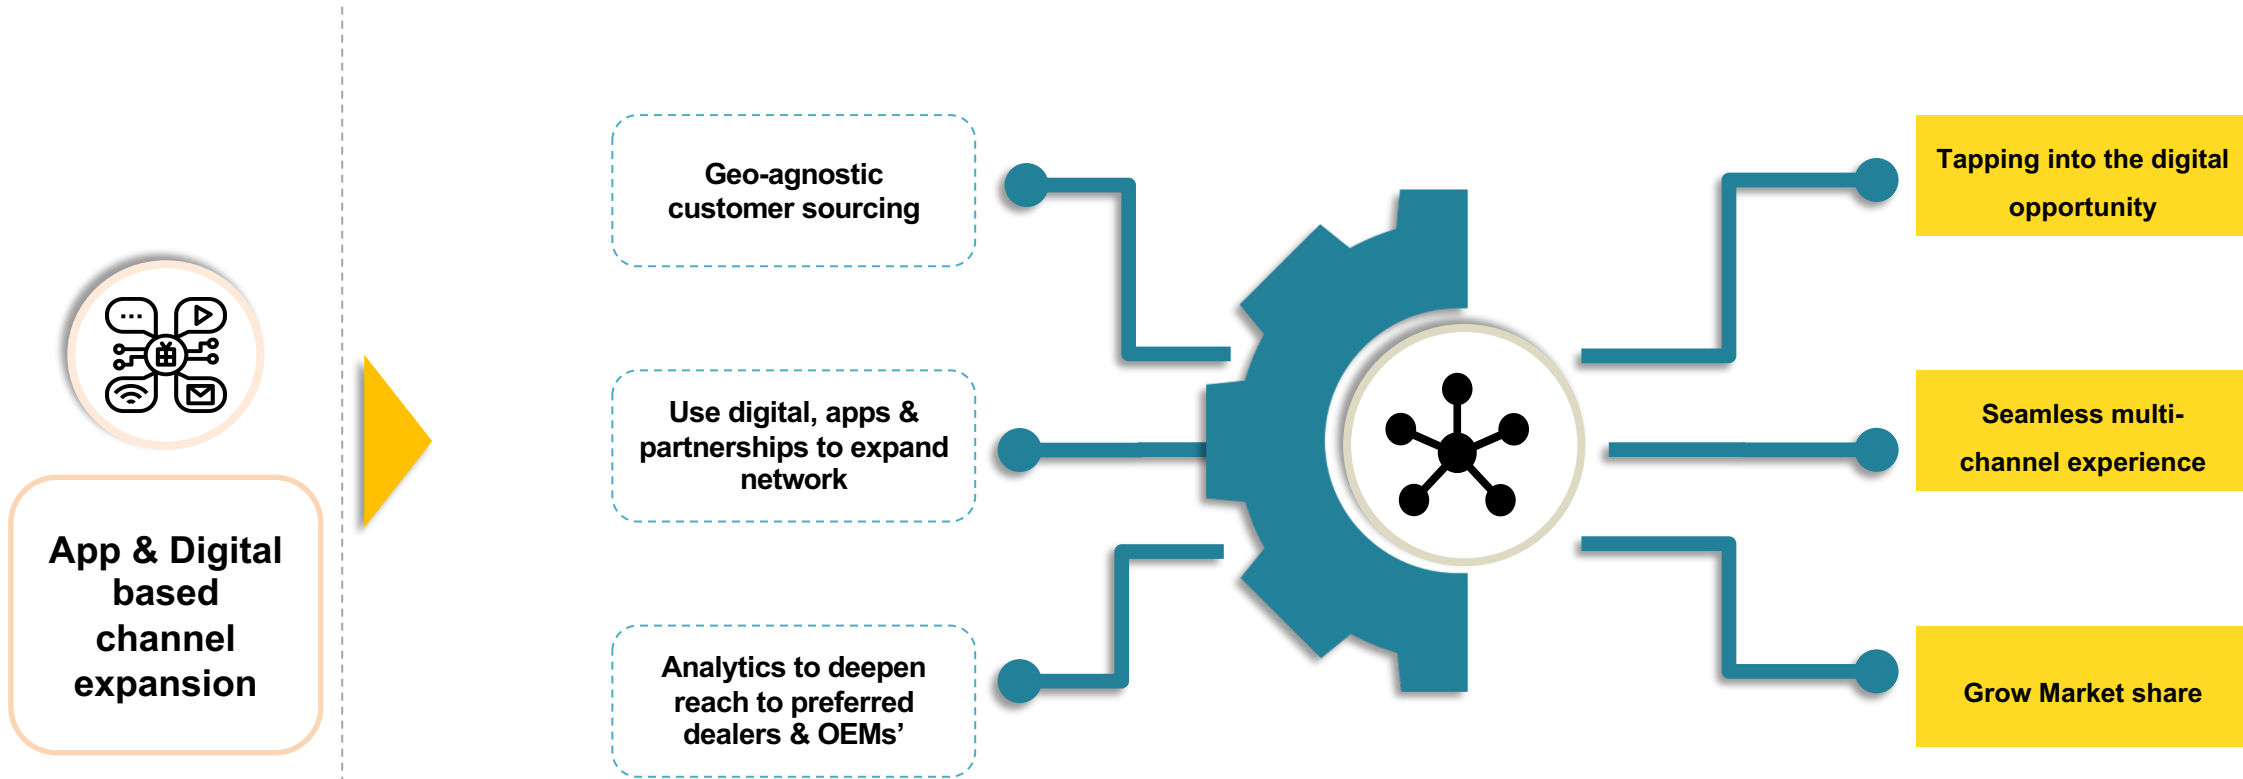 App & Digital
based
channel
expansion
Geo-agnostic
customer sourcing
Use digital, apps &
partnerships to expand
network
Analytics to deepen
reach to preferred
dealers & OEMs’
Tapping into the digital
opportunity
Seamless multi-
channel experience
Grow Market share